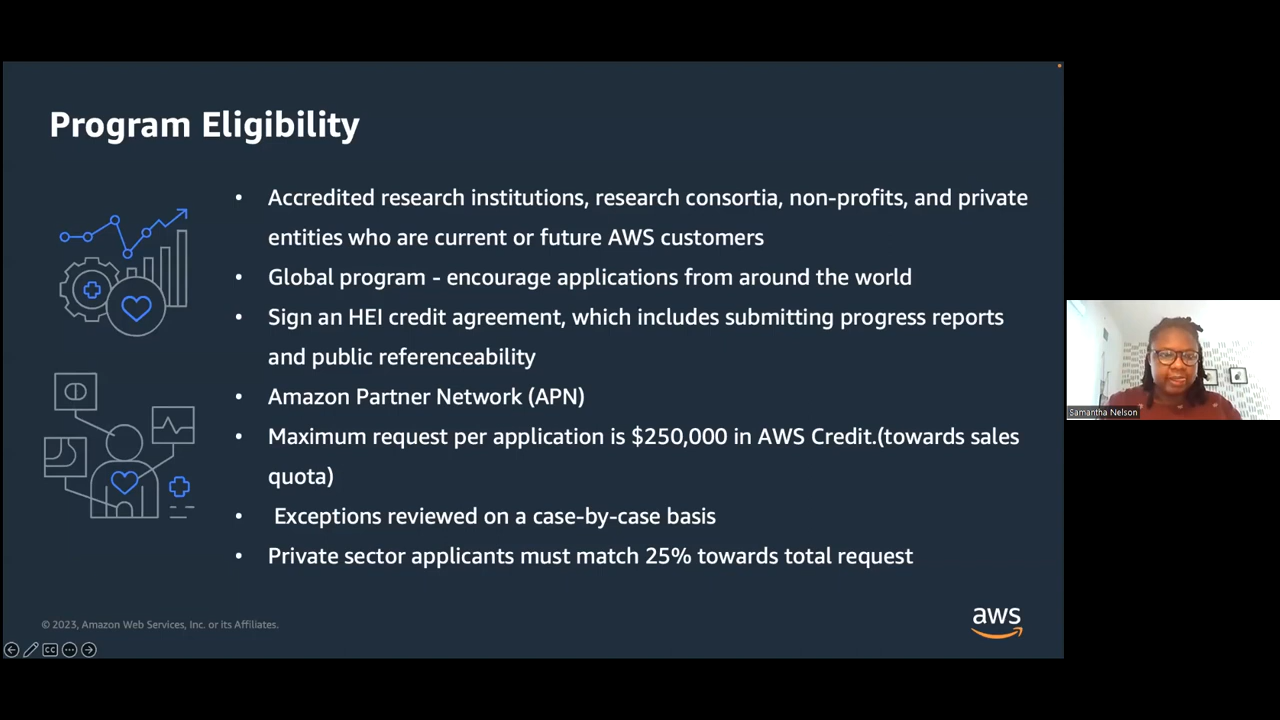 Program Eligibility
• Accredited research institutions, research consortia, non-profits, and private
entities who are current or future AWS customers
• Global program - encourage applications from around the world
• Sign an HEI credit agreement, which includes submitting progress reports
and public referenceability
• Amazon Partner Network (APN)
• Maximum request per application is $250,000 in AWS Credit.(towards sales
quota)
• Exceptions reviewed on a case-by-case basis
• Private sector applicants must match 25% towards total request
© 2023, Amazon Web Services, Inc. or its Affiliates.
aws
CC
Samantha Nelson